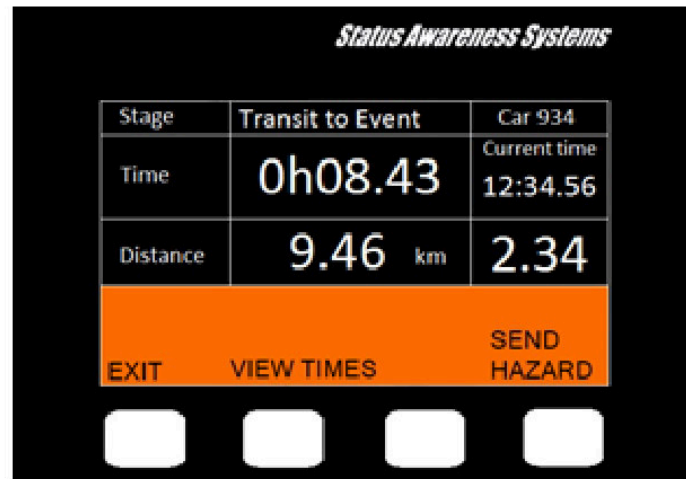 Status Awareness Systems
Stage Transit to Event Car 934
Time 0h08.43 Current time 12:34.56
Distance 9.46 km 2.34
EXIT VIEW TIMES SEND HAZARD